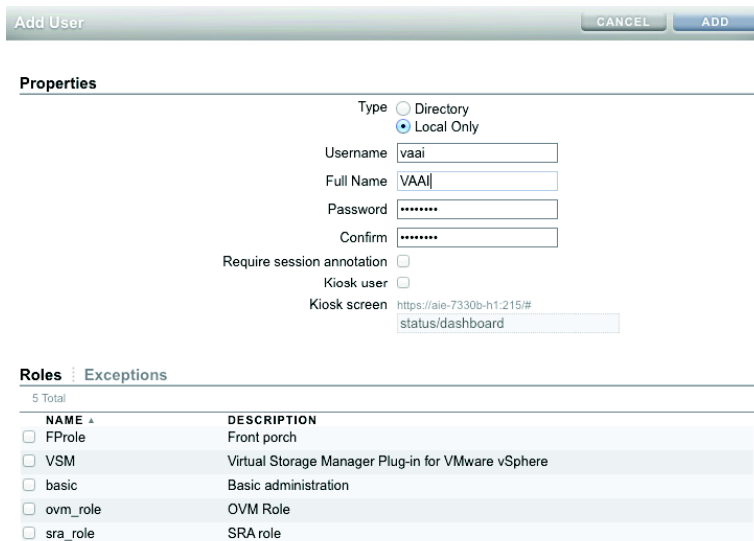 Add User CANCEL ADD
Properties
Type Directory
Local Only
Username vaai
Full Name VAAI
Password ••••••••
Confirm ••••••••
Require session annotation
Kiosk user
Kiosk screen https://aie-7330b-h1:215/#
status/dashboard
Roles Exceptions
5 Total
NAME ▲ DESCRIPTION
FProle Front porch
VSM Virtual Storage Manager Plug-in for VMware vSphere
basic Basic administration
ovm_role OVM Role
sra_role SRA role